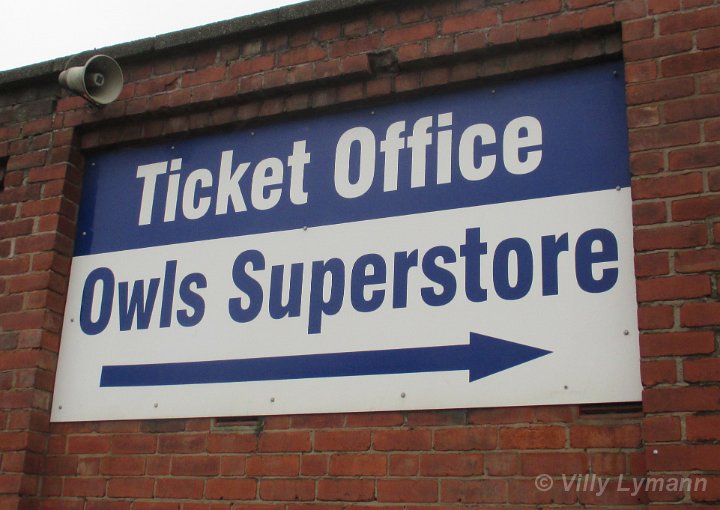 Ticket Office
Owls Superstore
© Villy Lymann